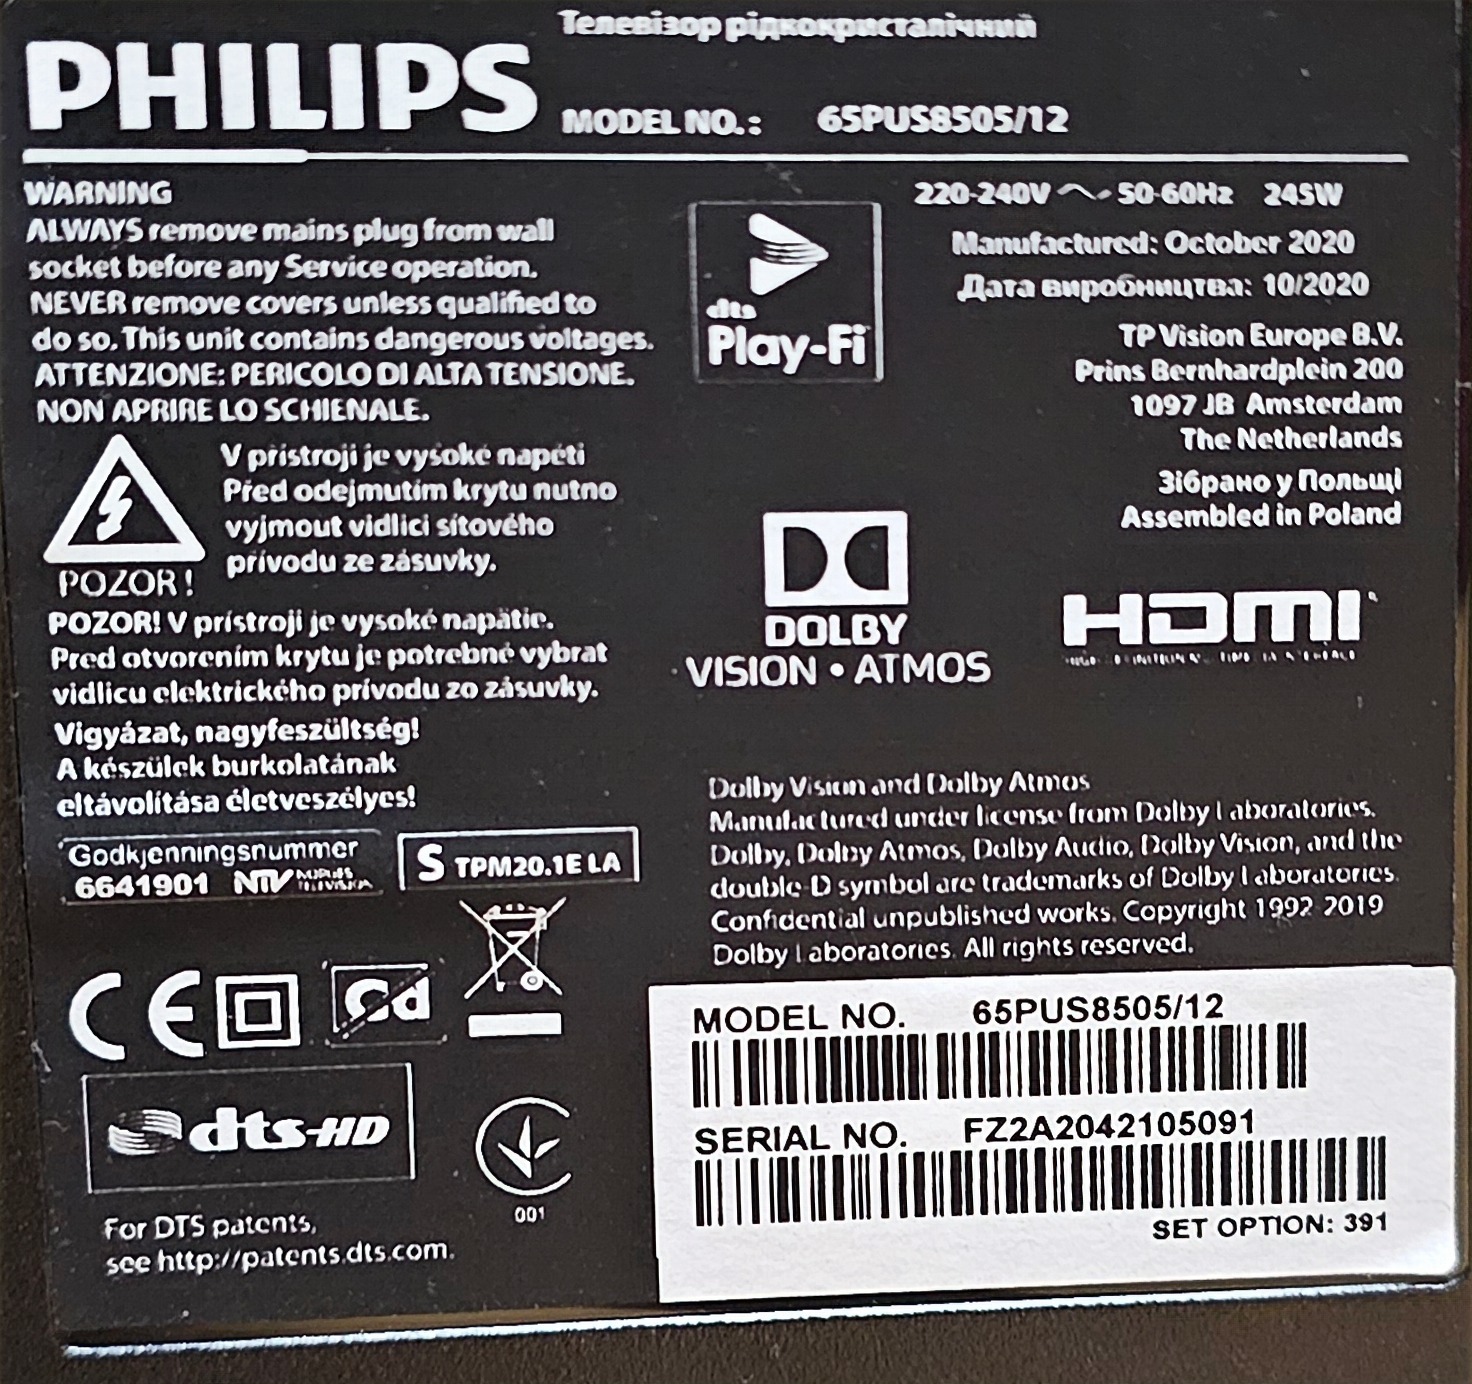 Телевізор рідкокристалічний
PHILIPS
MODEL NO.: 65PUS8505/12
WARNING
ALWAYS remove mains plug from wall
socket before any Service operation.
NEVER remove covers unless qualified to
do so. This unit contains dangerous voltages.
ATTENZIONE: PERICOLO DI ALTA TENSIONE.
NON APRIRE LO SCHIENALE.
POZOR!
V přístroji je vysoké napětí
Před odejmutím krytu nutno
vyjmout vidlici síťového
přívodu ze zásuvky.
POZOR! V prístroji je vysoké napätie.
Pred otvorením krytu je potrebné vybrat
vidlicu elektrického prívodu zo zásuvky.
Vigyázat, nagyfeszültség!
A készülek burkolatának
eltávolítása életveszélyes!
Godkjenningsnummer
6641901 NTV
S TPM20.1E LA
CE
Cd
dts-HD
001
For DTS patents,
see http://patents.dts.com.
dts
Play-Fi
220-240V ~ 50-60Hz 245W
Manufactured: October 2020
Дата виробництва: 10/2020
TP Vision Europe B.V.
Prins Bernhardplein 200
1097 JB Amsterdam
The Netherlands
Зібрано у Польщі
Assembled in Poland
DOLBY
VISION • ATMOS
HDMI
Dolby Vision and Dolby Atmos
Manufactured under license from Dolby Laboratories.
Dolby, Dolby Atmos, Dolby Audio, Dolby Vision, and the
double-D symbol are trademarks of Dolby Laboratories.
Confidential unpublished works. Copyright 1992-2019
Dolby Laboratories. All rights reserved.
MODEL NO. 65PUS8505/12
SERIAL NO. FZ2A2042105091
SET OPTION: 391